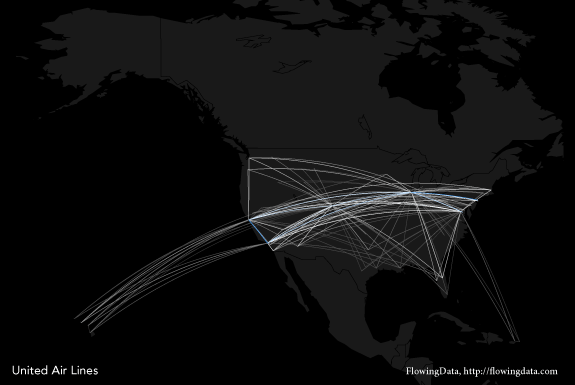 United Air Lines
FlowingData, http://flowingdata.com